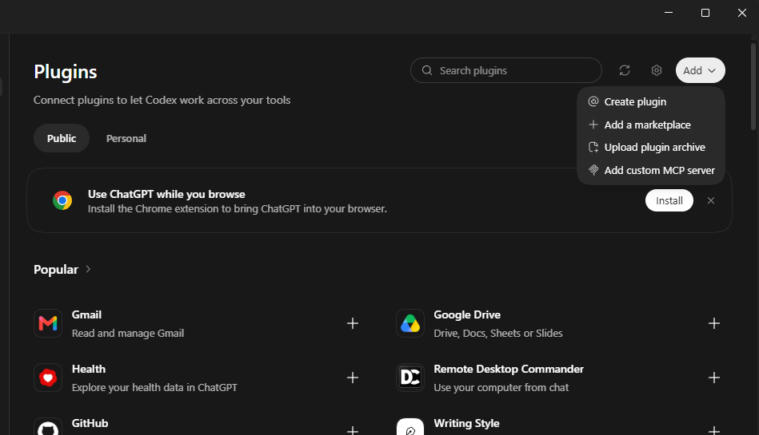 Plugins
Search plugins
Add
Connect plugins to let Codex work across your tools
Create plugin
Add a marketplace
Upload plugin archive
Add custom MCP server
Public
Personal
Use ChatGPT while you browse
Install the Chrome extension to bring ChatGPT into your browser.
Install
Popular
Gmail
Read and manage Gmail
Google Drive
Drive, Docs, Sheets or Slides
Health
Explore your health data in ChatGPT
DC
Remote Desktop Commander
Use your computer from chat
GitHub
Writing Style